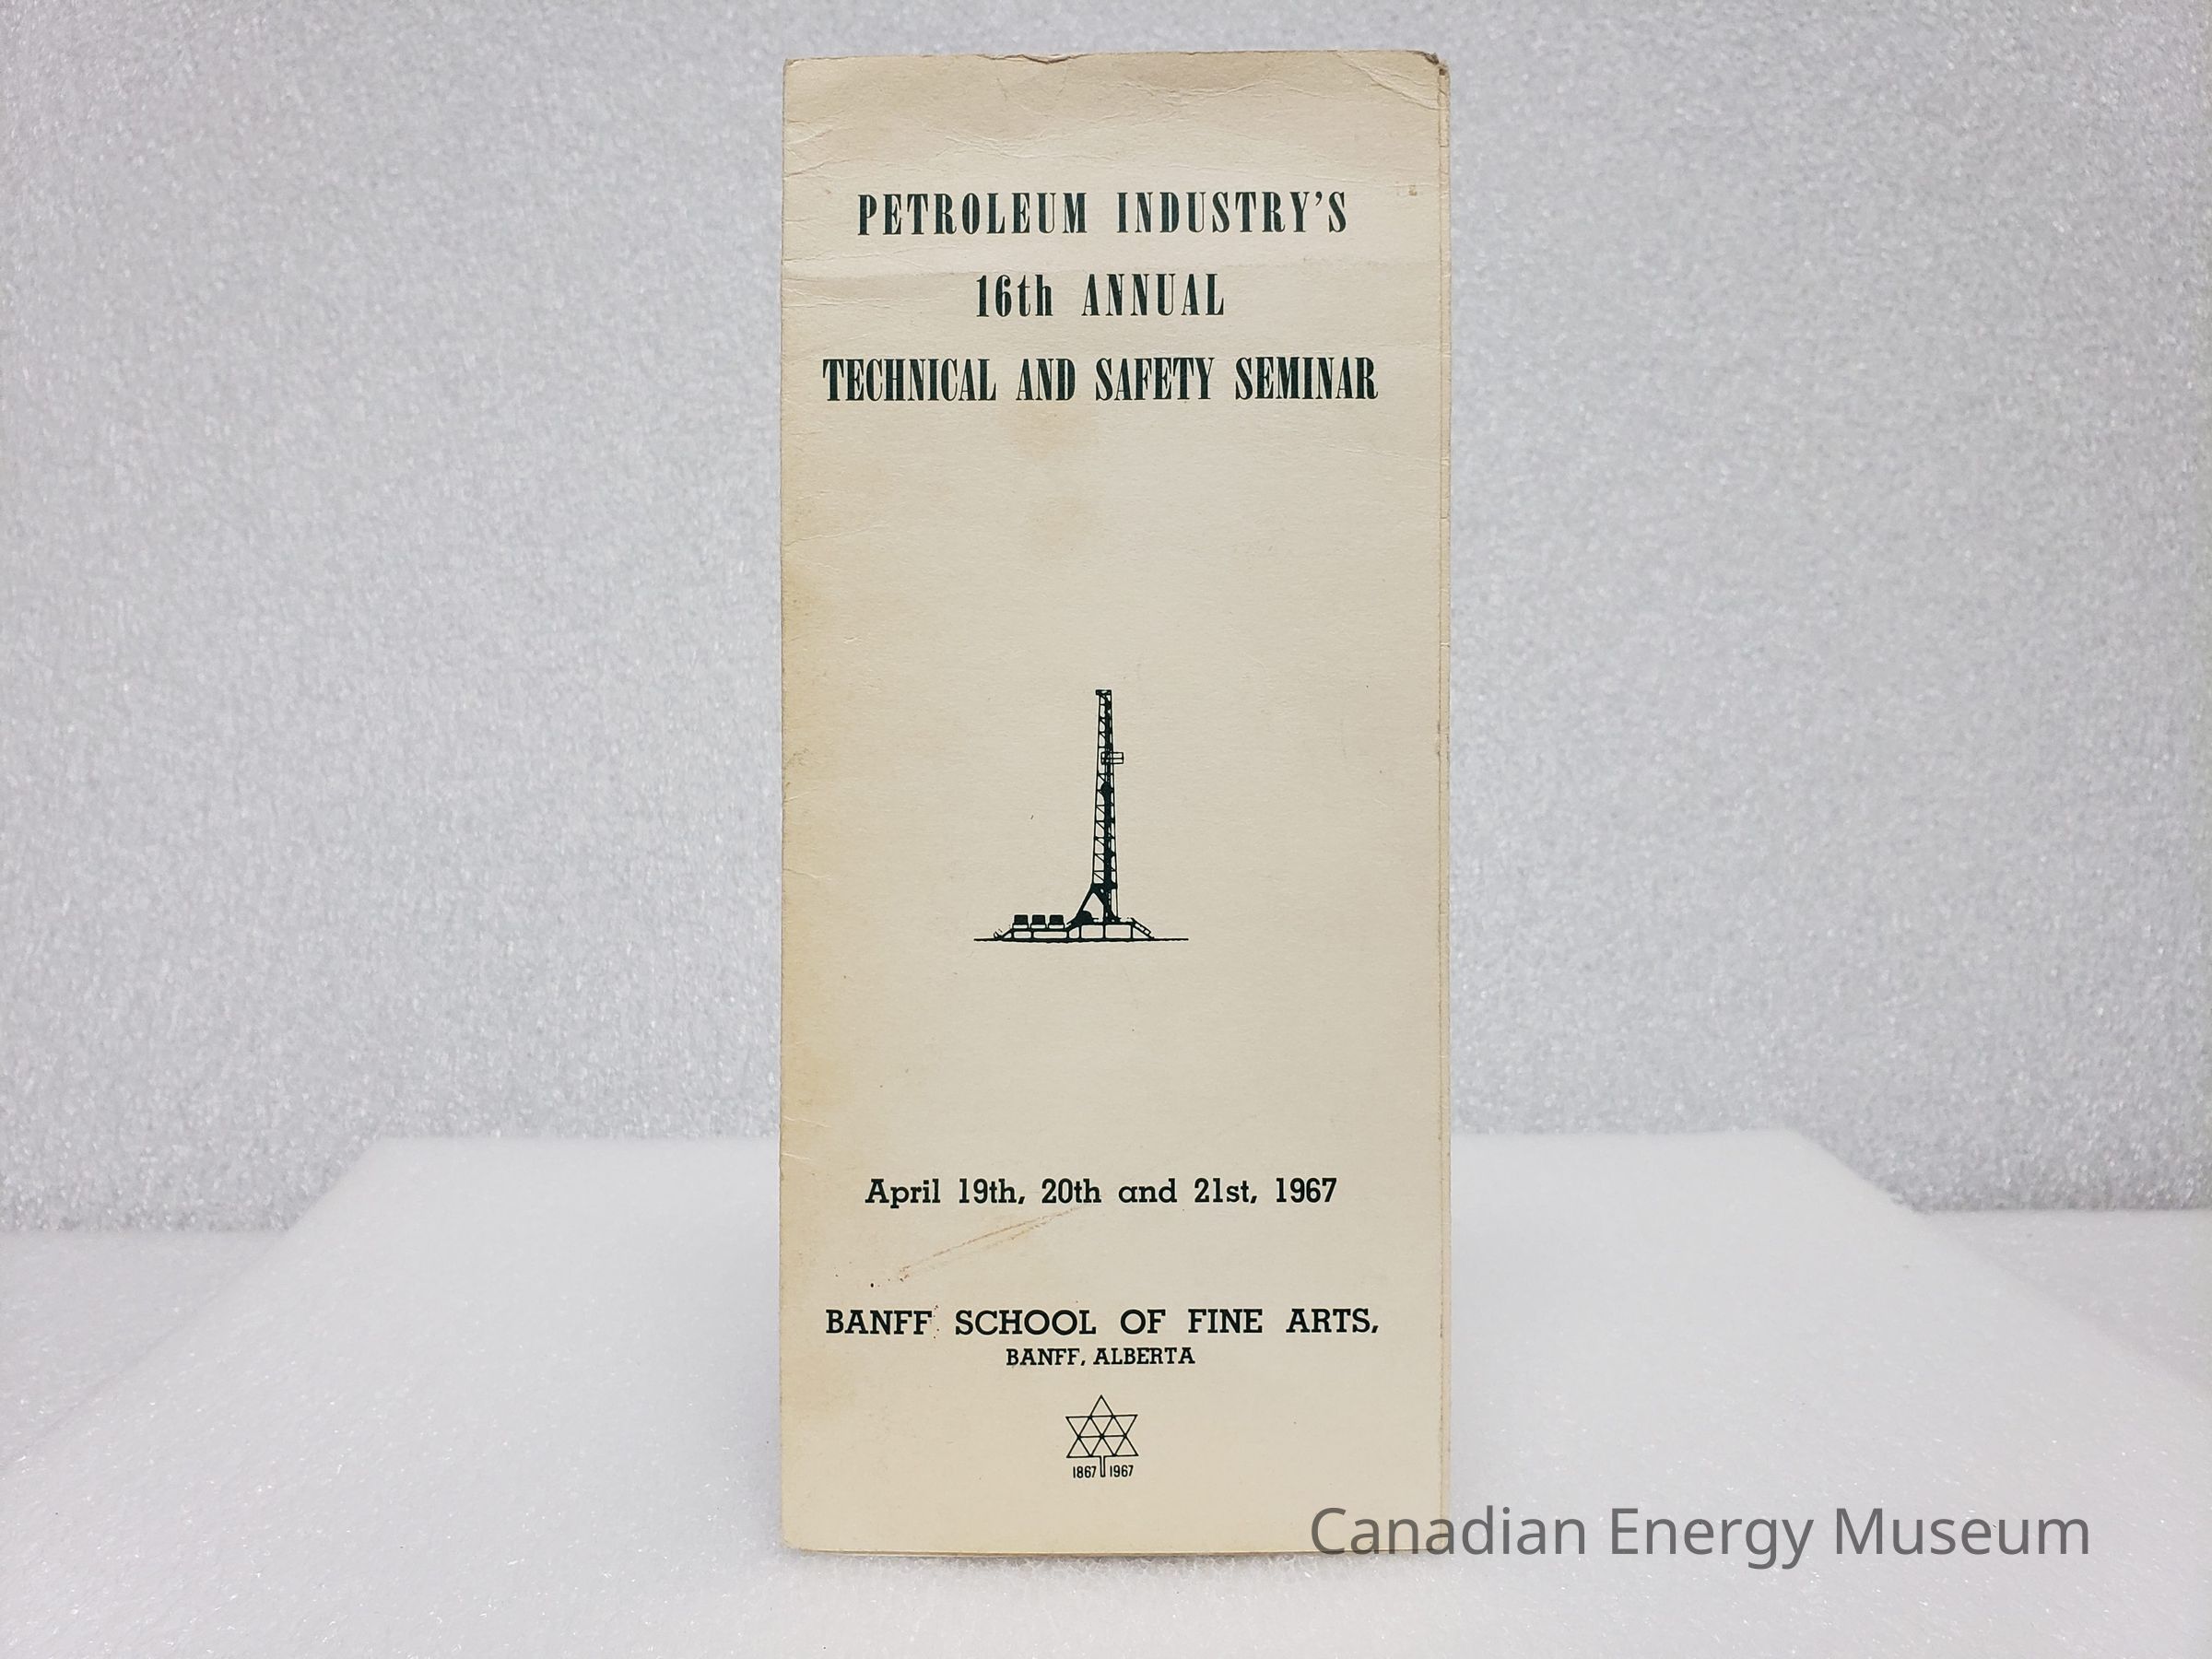 PETROLEUM INDUSTRY'S
16th ANNUAL
TECHNICAL AND SAFETY SEMINAR
April 19th, 20th and 21st, 1967
BANFF SCHOOL OF FINE ARTS,
BANFF, ALBERTA
1867 1967
Canadian Energy Museum